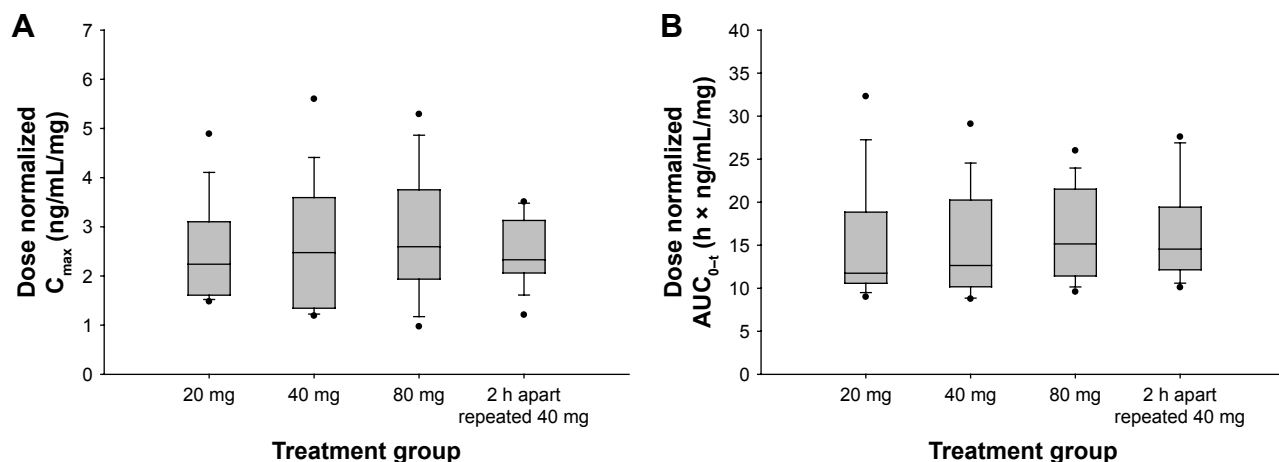 A
Dose normalized
Cmax (ng/mL/mg)
7
6
5
4
3
2
1
0
20 mg
40 mg
80 mg
2 h apart
repeated 40 mg
Treatment group
B
Dose normalized
AUC0–t (h × ng/mL/mg)
40
35
30
25
20
15
10
5
0
20 mg
40 mg
80 mg
2 h apart
repeated 40 mg
Treatment group